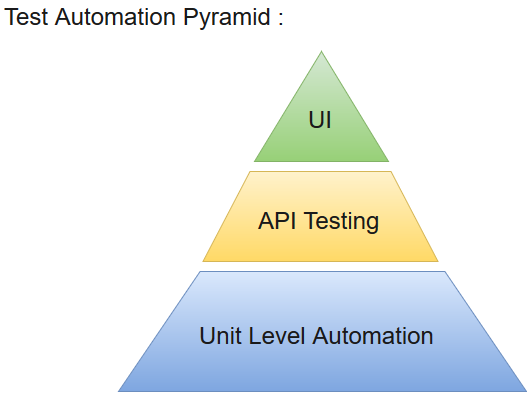 Test Automation Pyramid :
UI
API Testing
Unit Level Automation